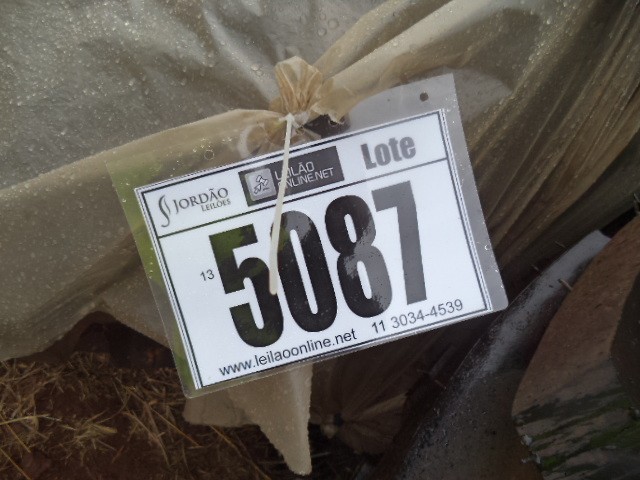 JORDÃO
LEILÕES
LEILÃO
ONLINE.NET
Lote
13
5087
www.leilaoonline.net 11 3034-4539